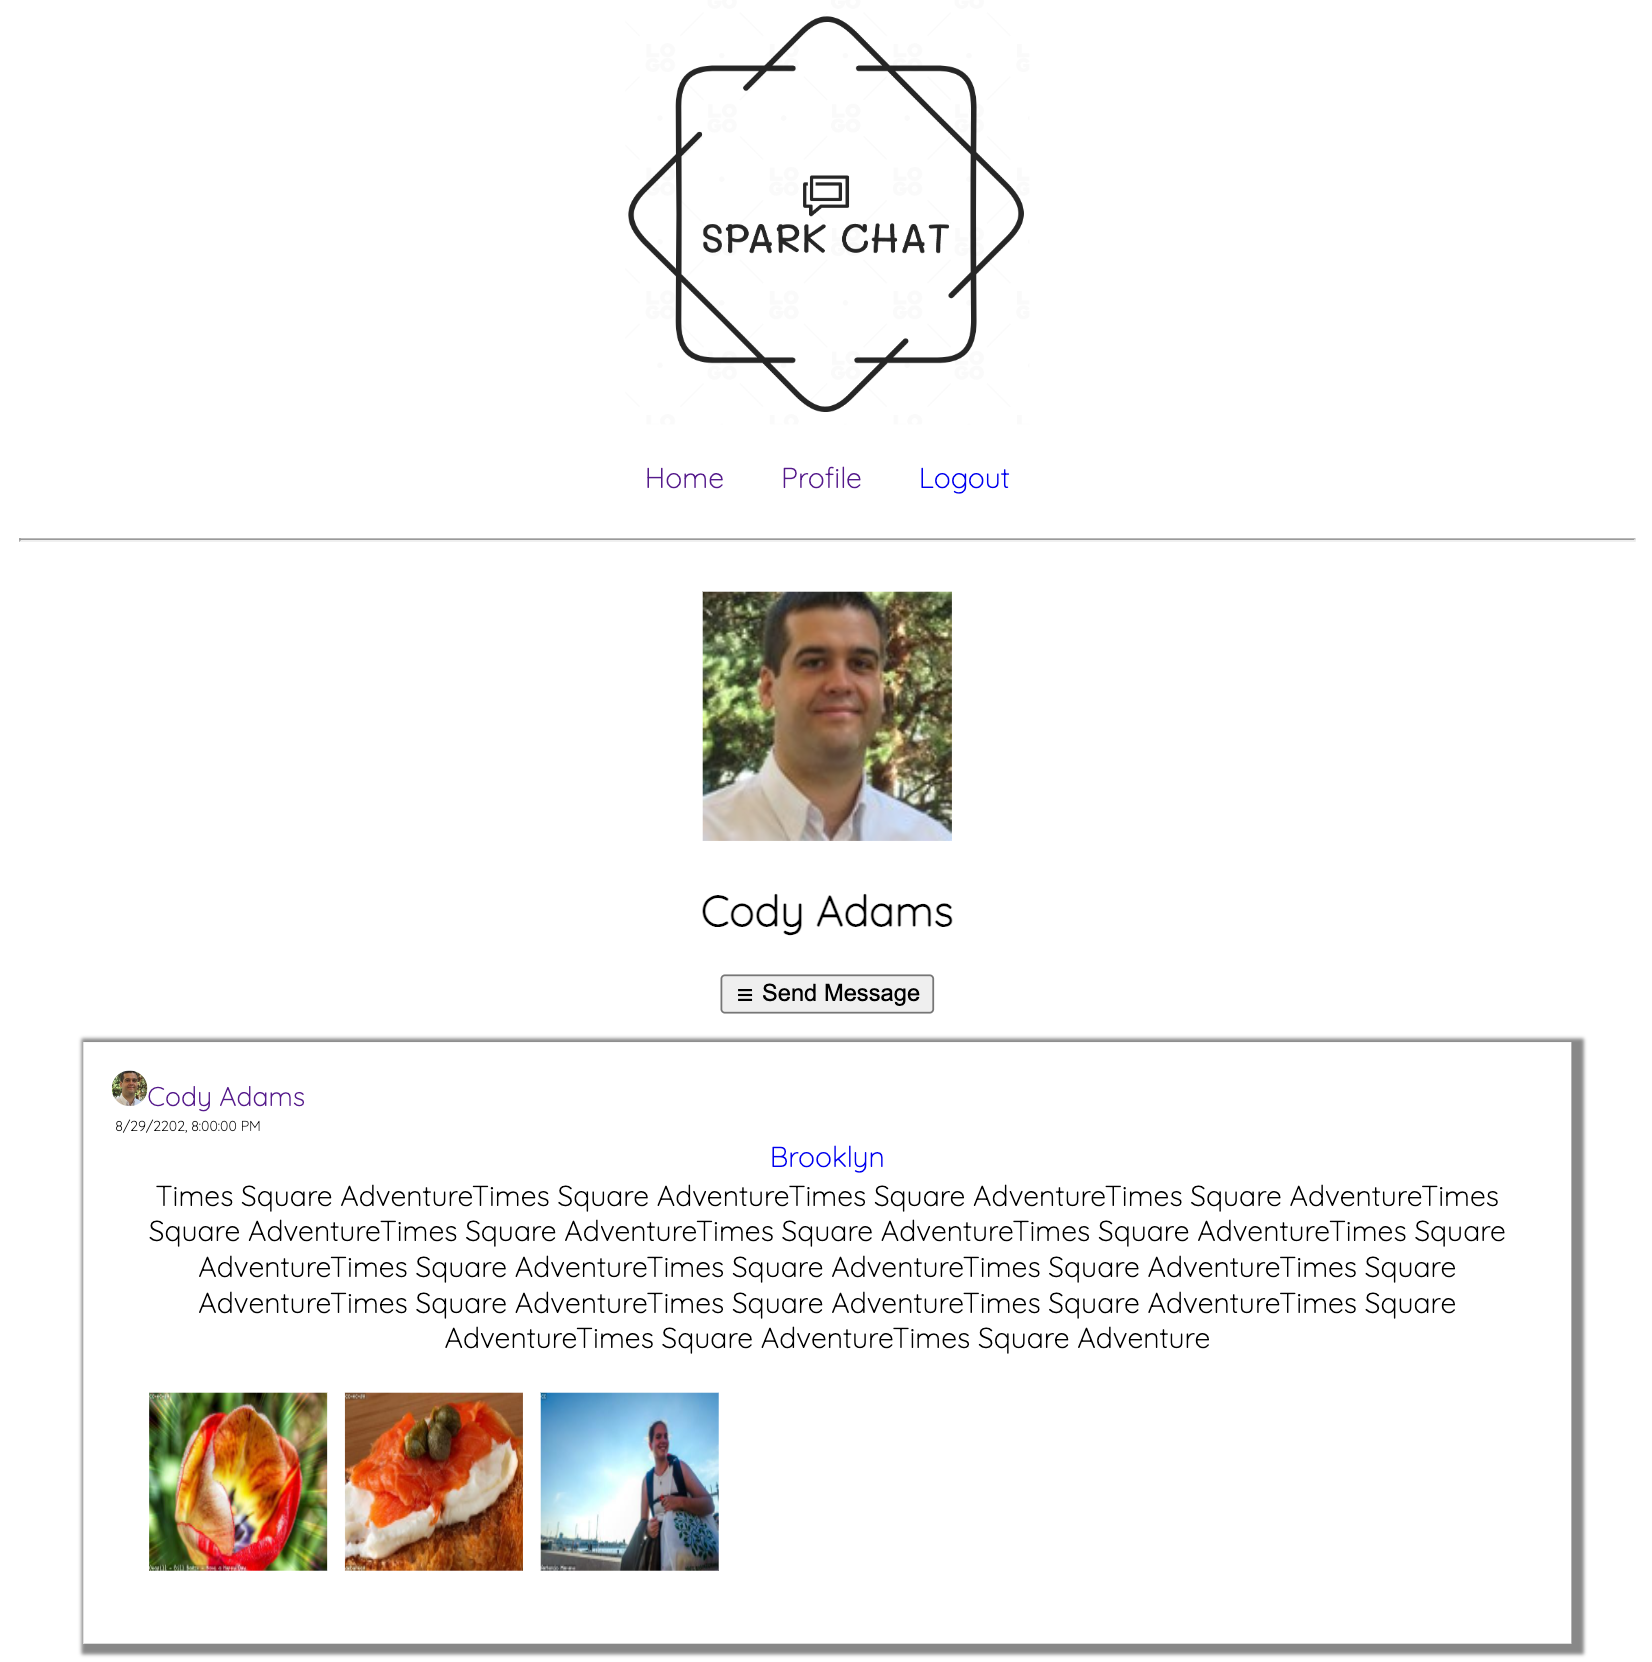 SPARK CHAT
Home Profile Logout
Cody Adams
≡ Send Message
Cody Adams
8/29/2202, 8:00:00 PM
Brooklyn
Times Square AdventureTimes Square AdventureTimes Square AdventureTimes Square AdventureTimes
Square AdventureTimes Square AdventureTimes Square AdventureTimes Square AdventureTimes Square
AdventureTimes Square AdventureTimes Square AdventureTimes Square AdventureTimes Square
AdventureTimes Square AdventureTimes Square AdventureTimes Square AdventureTimes Square
AdventureTimes Square AdventureTimes Square Adventure